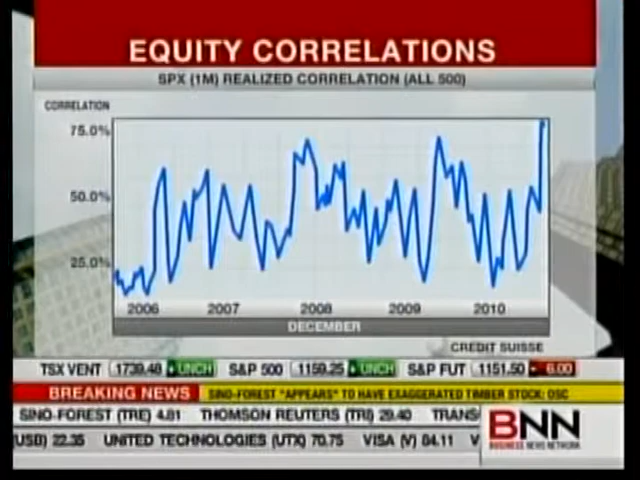 EQUITY CORRELATIONS
SPX (1M) REALIZED CORRELATION (ALL 500)
CORRELATION
75.0%
50.0%
25.0%
2006 2007 2008 2009 2010
DECEMBER
CREDIT SUISSE
TSX VENT 1739.48 UNCH S&P 500 1159.25 UNCH S&P FUT 1151.50 6.00
BREAKING NEWS SINO-FOREST "APPEARS" TO HAVE EXAGGERATED TIMBER STOCK: OSC
SINO-FOREST (TRE) 4.81 THOMSON REUTERS (TRI) 29.40 TRANS
(USD) 22.35 UNITED TECHNOLOGIES (UTX) 70.75 VISA (V) 84.11 V
BNN
BUSINESS NEWS NETWORK